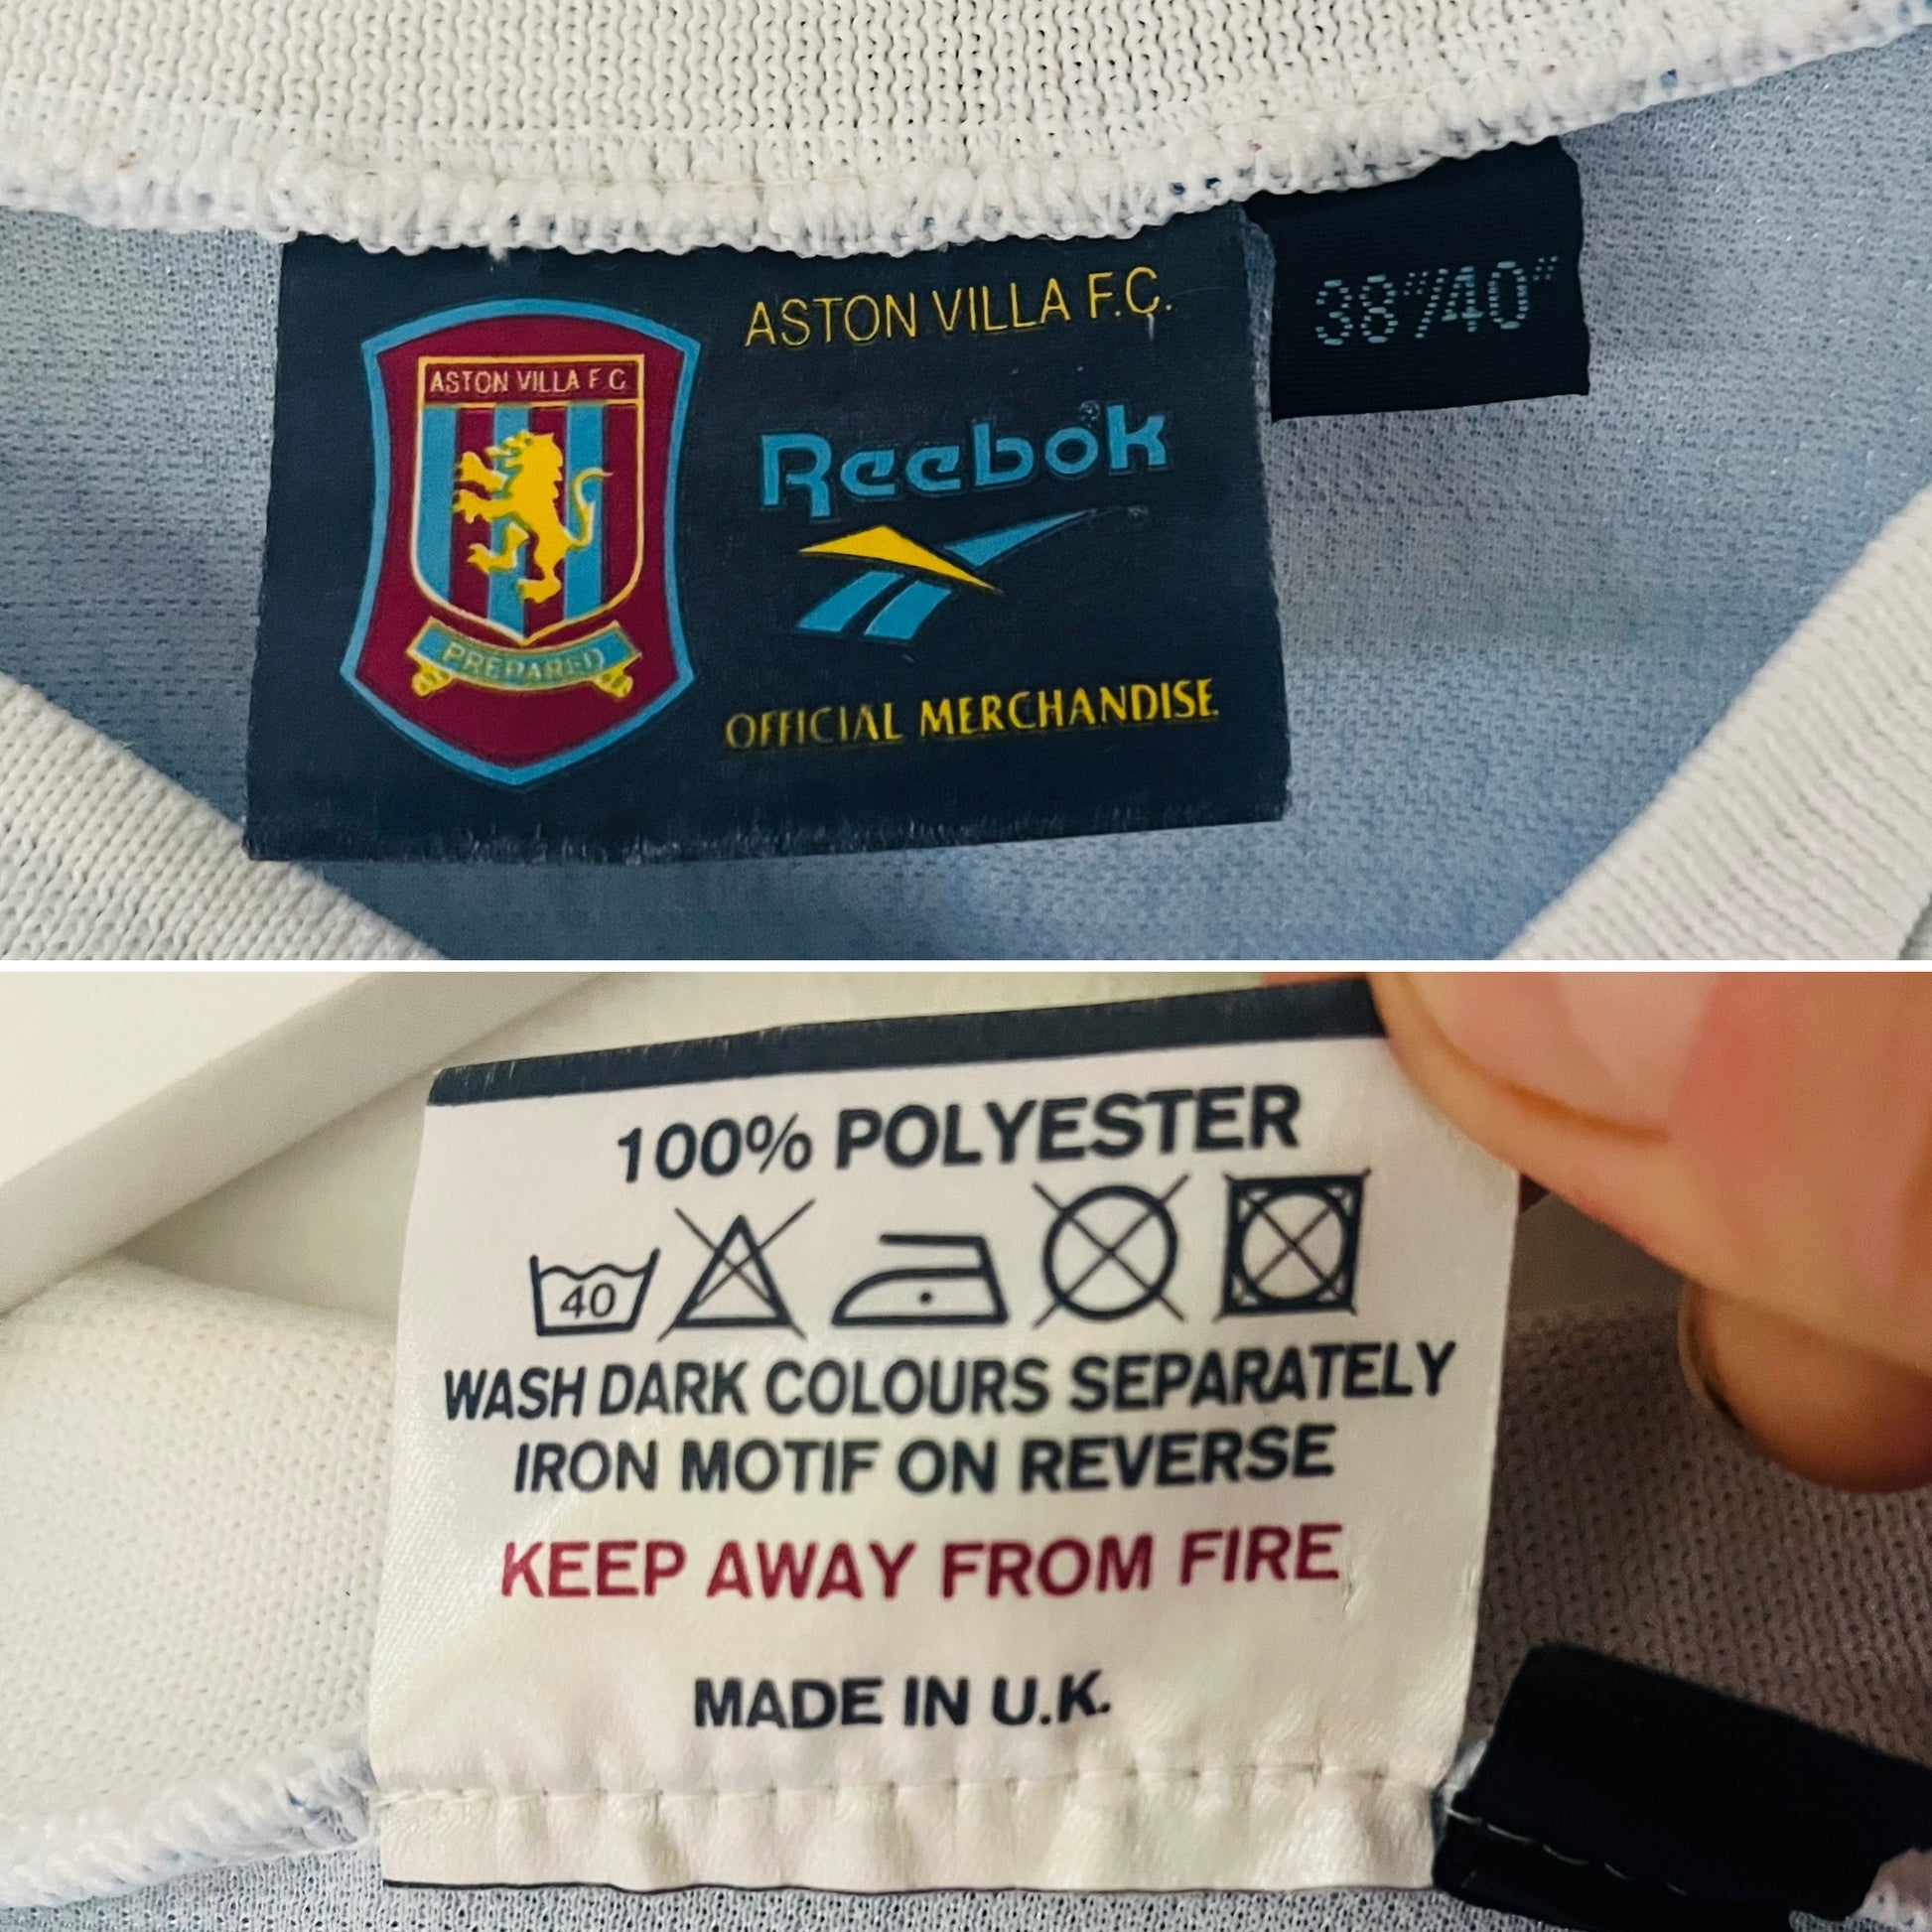 ASTON VILLA F.C.
38"/40"
ASTON VILLA F.C.
Reebok
PREPARED
OFFICIAL MERCHANDISE.
100% POLYESTER
40
WASH DARK COLOURS SEPARATELY
IRON MOTIF ON REVERSE
KEEP AWAY FROM FIRE
MADE IN U.K.